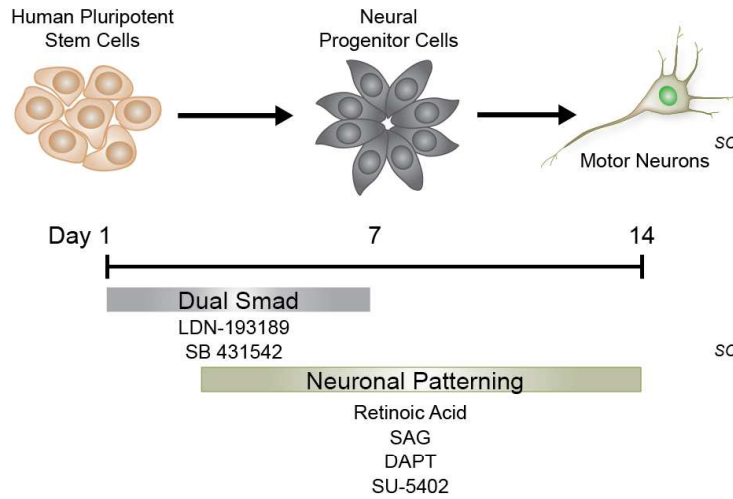 Human Pluripotent
Stem Cells
Neural
Progenitor Cells
Motor Neurons
Day 1
7
14
Dual Smad
LDN-193189
SB 431542
Neuronal Patterning
Retinoic Acid
SAG
DAPT
SU-5402